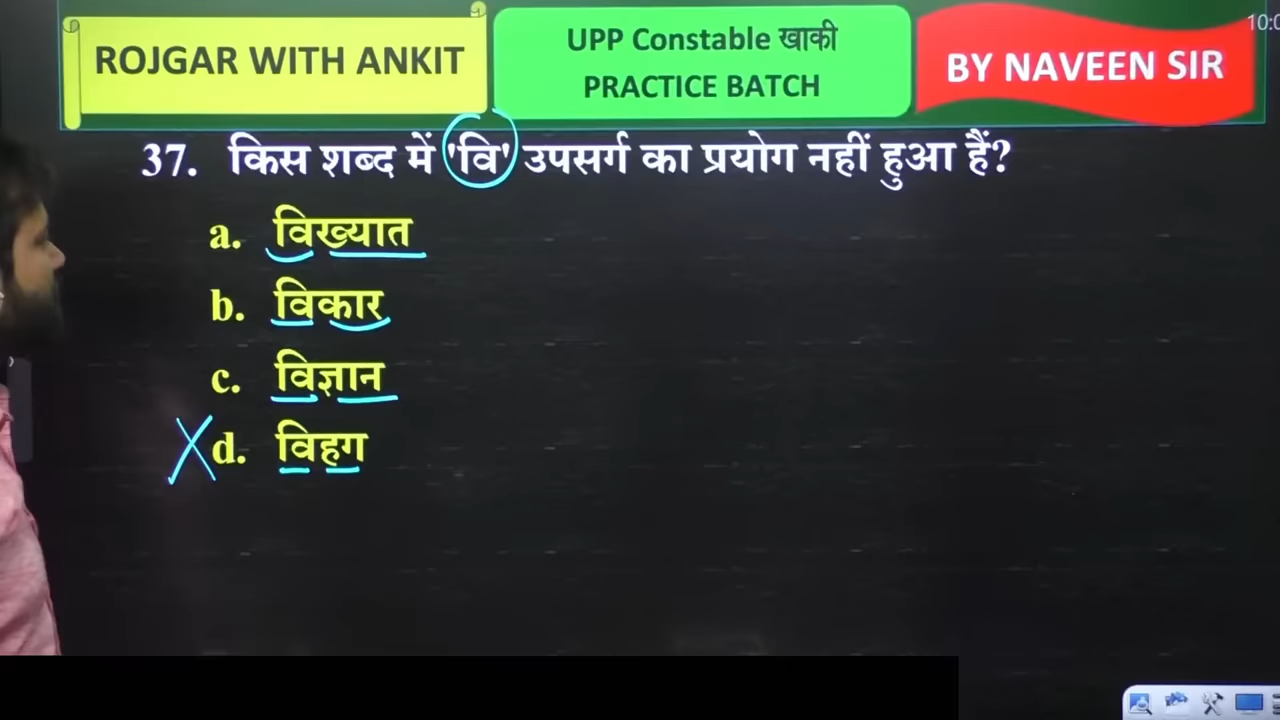 ROJGAR WITH ANKIT
UPP Constable खाकी
PRACTICE BATCH
BY NAVEEN SIR
37. किस शब्द में 'वि' उपसर्ग का प्रयोग नहीं हुआ हैं?
a. विख्यात
b. विकार
c. विज्ञान
d. विहग